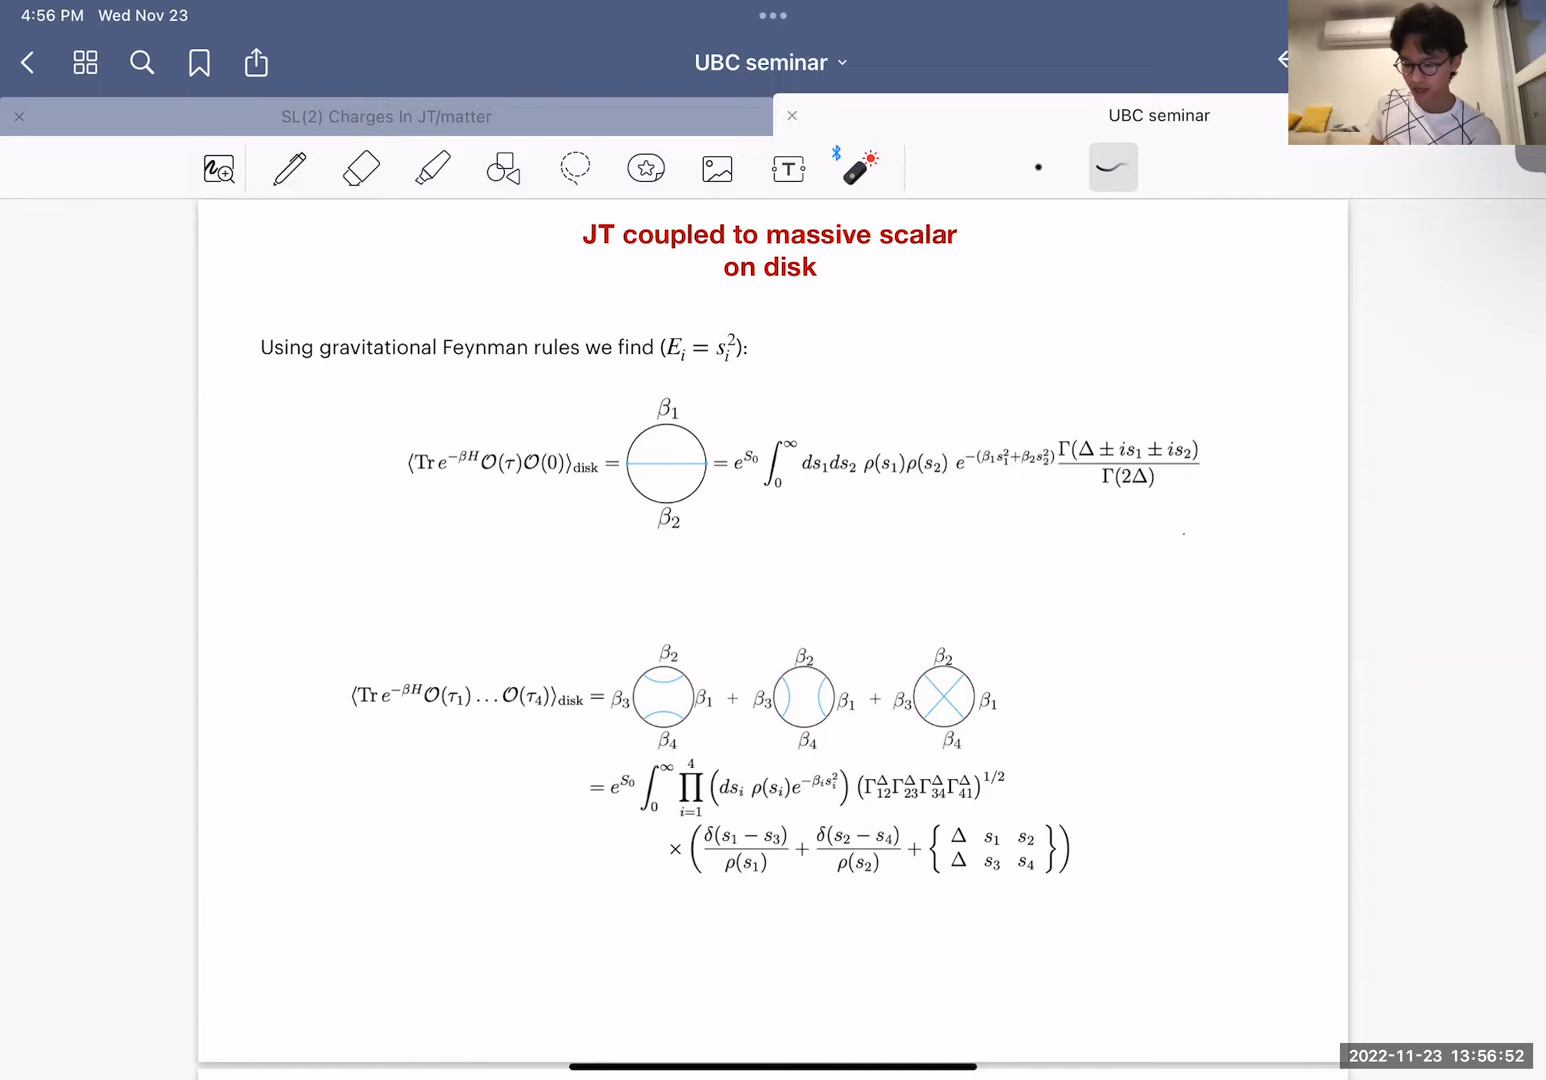 4:56 PM Wed Nov 23
UBC seminar
SL(2) Charges In JT/matter
UBC seminar
T
JT coupled to massive scalar
on disk
Using gravitational Feynman rules we find (E_i = s_i^2):
β_1
⟨Tr e^{-βH} O(τ)O(0)⟩_disk = = e^{S_0} ∫_0^∞ ds_1 ds_2 ρ(s_1)ρ(s_2) e^{-(β_1 s_1^2+β_2 s_2^2)} Γ(Δ ± is_1 ± is_2) / Γ(2Δ)
β_2
β_2 β_2 β_2
⟨Tr e^{-βH} O(τ_1)...O(τ_4)⟩_disk = β_3 β_1 + β_3 β_1 + β_3 β_1
β_4 β_4 β_4
= e^{S_0} ∫_0^∞ ∏_{i=1}^4 (ds_i ρ(s_i)e^{-β_i s_i^2}) (Γ_{12}^Δ Γ_{23}^Δ Γ_{34}^Δ Γ_{41}^Δ)^{1/2}
× (δ(s_1 − s_3)/ρ(s_1) + δ(s_2 − s_4)/ρ(s_2) + {Δ s_1 s_2
Δ s_3 s_4})
2022-11-23 13:56:52